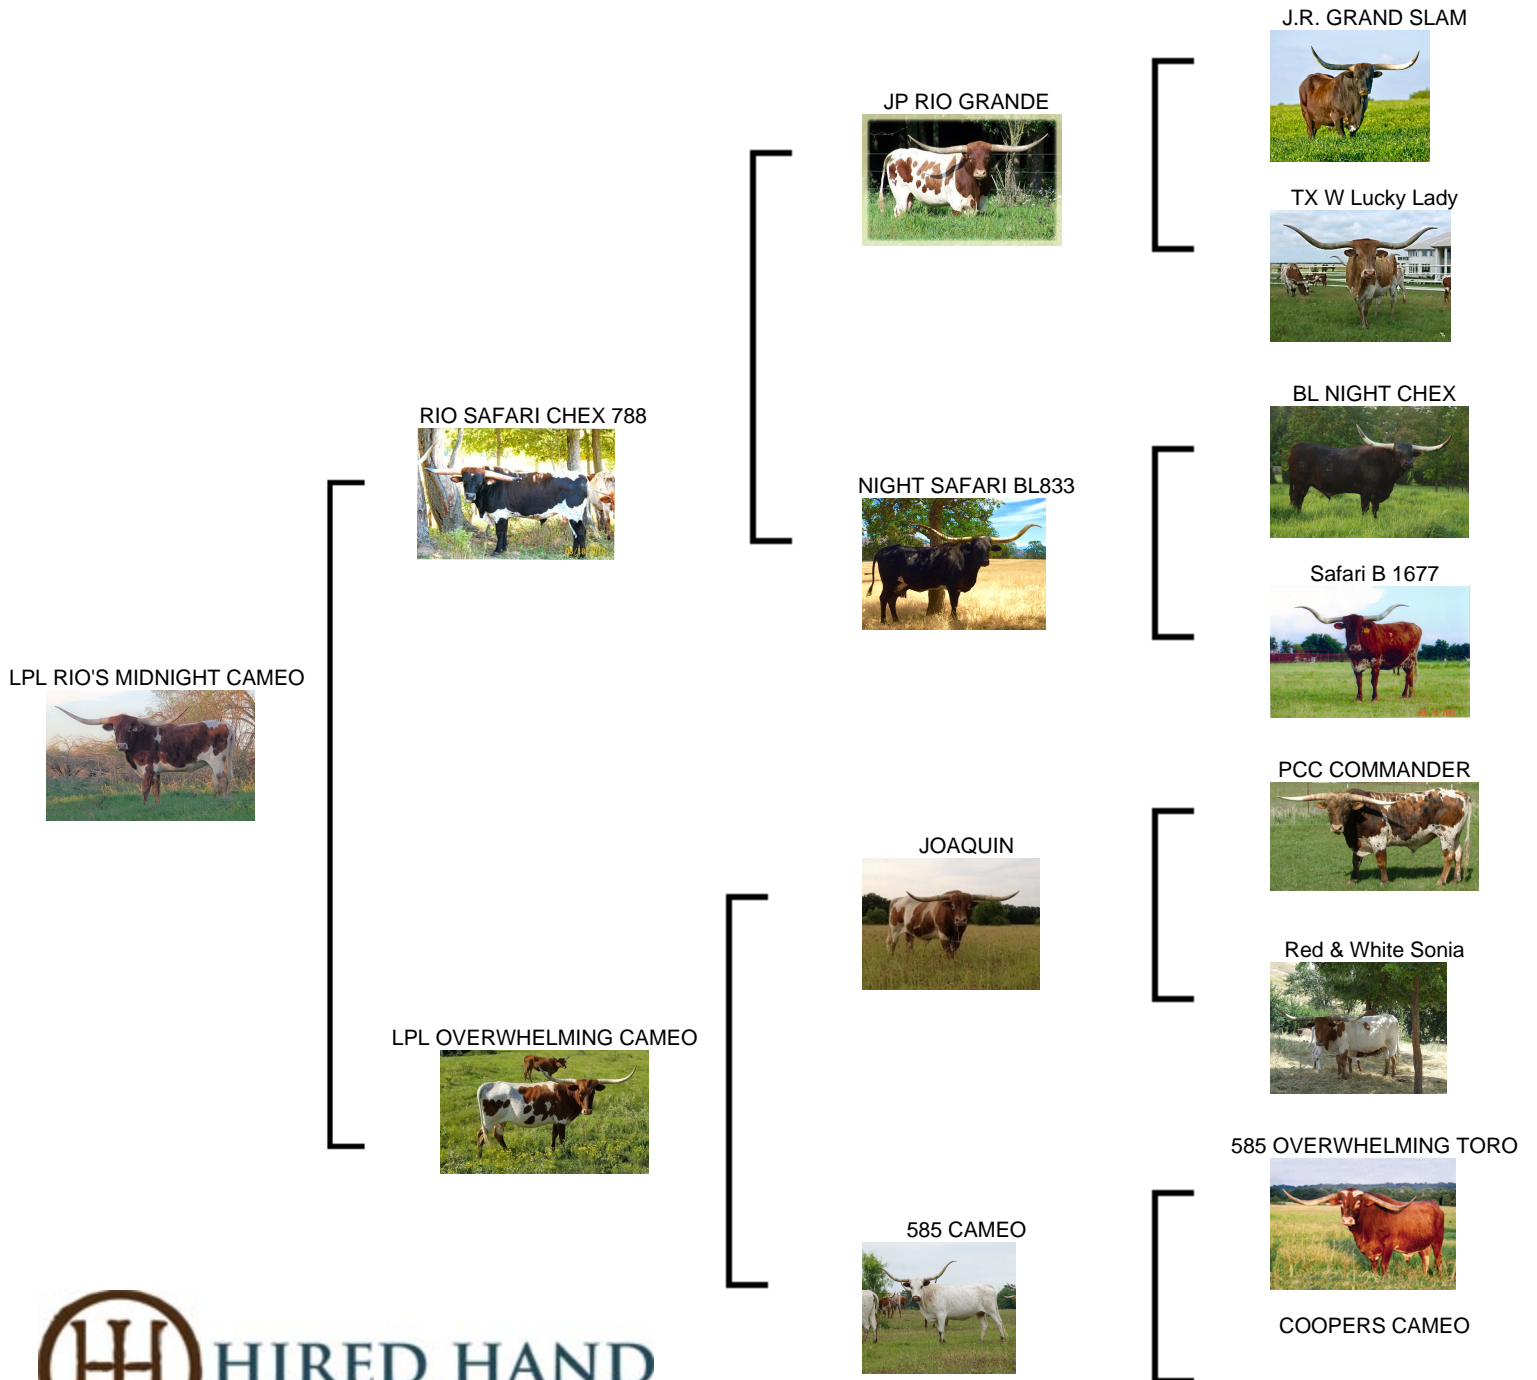 J.R. GRAND SLAM
JP RIO GRANDE
TX W Lucky Lady
BL NIGHT CHEX
RIO SAFARI CHEX 788
NIGHT SAFARI BL833
Safari B 1677
LPL RIO'S MIDNIGHT CAMEO
PCC COMMANDER
JOAQUIN
Red & White Sonia
LPL OVERWHELMING CAMEO
585 OVERWHELMING TORO
585 CAMEO
COOPERS CAMEO
HIRED HAND